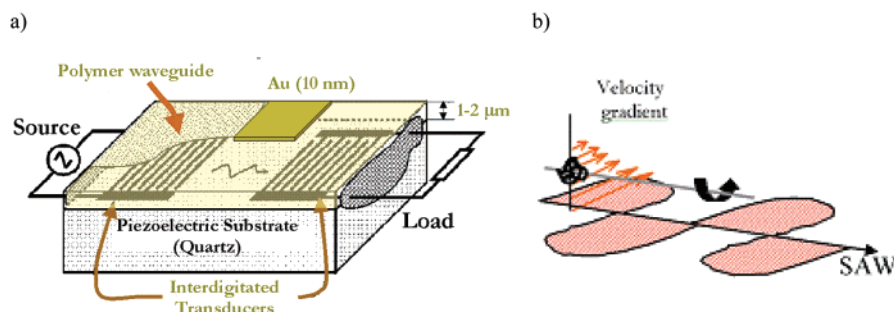 a)
Polymer waveguide
Au (10 nm)
1-2 µm
Source
Load
Piezoelectric Substrate
(Quartz)
Interdigitated
Transducers
b)
Velocity
gradient
SAW